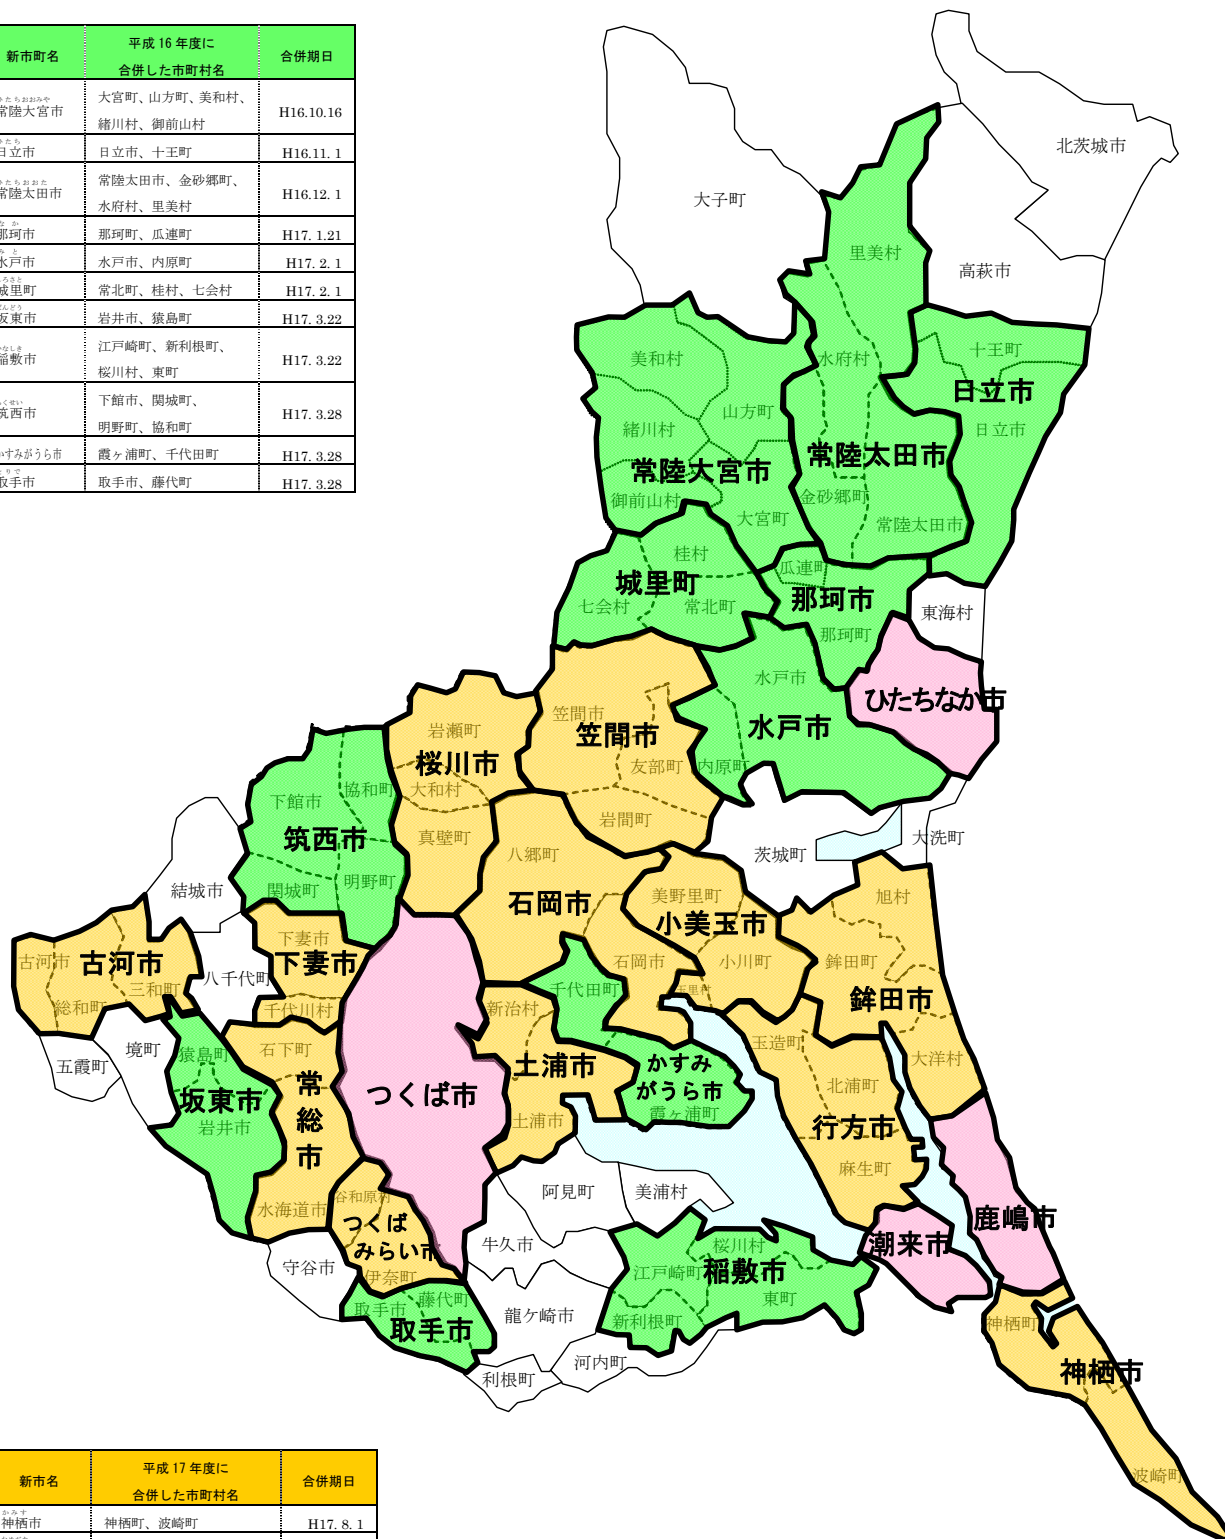 新市町名
平成 16 年度に
合併した市町村名
合併期日
常陸大宮市
大宮町、山方町、美和村、
緒川村、御前山村
H16.10.16
日立市
日立市、十王町
H16.11. 1
常陸太田市
常陸太田市、金砂郷町、
水府村、里美村
H16.12. 1
那珂市
那珂町、瓜連町
H17. 1.21
水戸市
水戸市、内原町
H17. 2. 1
城里町
常北町、桂村、七会村
H17. 2. 1
坂東市
岩井市、猿島町
H17. 3.22
稲敷市
江戸崎町、新利根町、
桜川村、東町
H17. 3.22
筑西市
下館市、関城町、
明野町、協和町
H17. 3.28
かすみがうら市
霞ヶ浦町、千代田町
H17. 3.28
取手市
取手市、藤代町
H17. 3.28
北茨城市
大子町
里美村
高萩市
美和村
水府村
十王町
日立市
山方町
緒川村
日立市
常陸太田市
常陸大宮市
御前山村
金砂郷町
大宮町
常陸太田市
桂村
瓜連町
城里町
那珂市
七会村
常北町
東海村
那珂町
水戸市
ひたちなか市
笠間市
水戸市
笠間市
岩瀬町
桜川市
友部町
内原町
協和町
大和村
下館市
岩間町
筑西市
真壁町
大洗町
八郷町
茨城町
明野町
関城町
結城市
美野里町
旭村
石岡市
小美玉市
下妻市
古河市
古河市
下妻市
石岡市
小川町
鉾田町
八千代町
三和町
千代田町
玉里村
鉾田市
総和町
千代川村
新治村
玉造町
境町
猿島町
石下町
大洋村
五霞町
土浦市
かすみ
がうら市
北浦町
坂東市
常
総
市
つくば市
霞ヶ浦町
岩井市
土浦市
行方市
麻生町
阿見町
美浦村
谷和原村
水海道市
つくば
みらい市
鹿嶋市
牛久市
桜川村
潮来市
守谷市
伊奈町
江戸崎町
稲敷市
藤代町
東町
取手市
龍ケ崎市
新利根町
神栖町
取手市
河内町
利根町
神栖市
波崎町
新市名
平成 17 年度に
合併した市町村名
合併期日
かみす
神栖市
神栖町、波崎町
H17. 8. 1